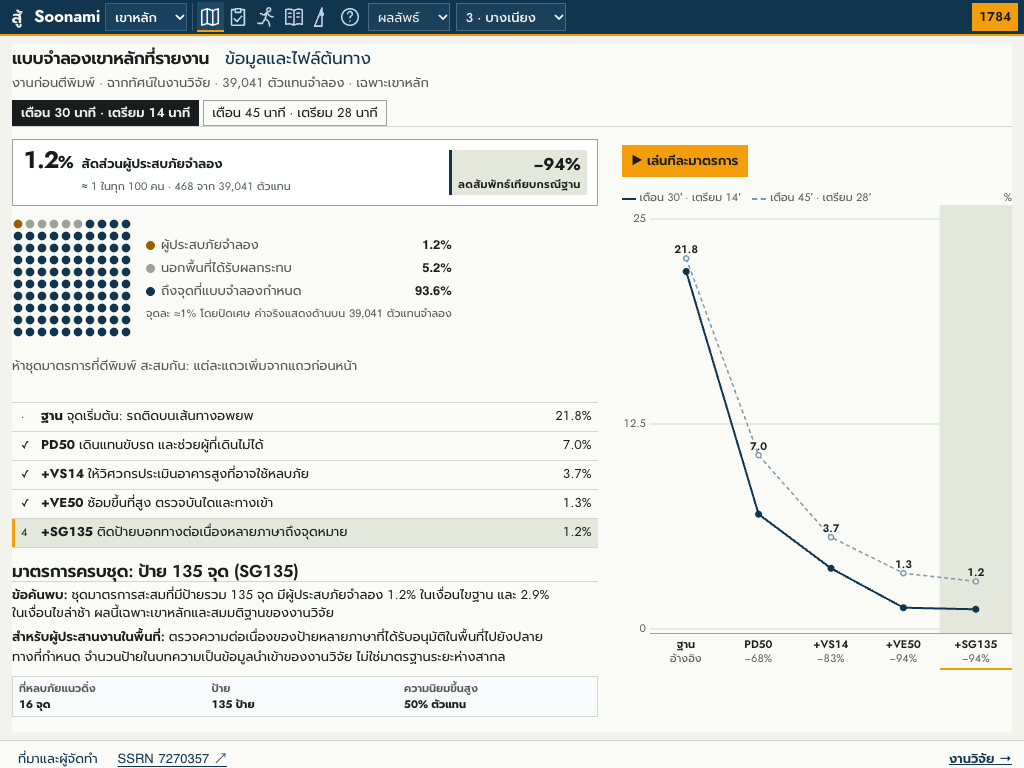 สู้ Soonami เขาหลัก ผลลัพธ์ 3 · บางเนียง 1784
แบบจำลองเขาหลักที่รายงาน ข้อมูลและไฟล์ต้นทาง
งานก่อนตีพิมพ์ · ฉากทัศน์ในงานวิจัย · 39,041 ตัวแทนจำลอง · เฉพาะเขาหลัก
เตือน 30 นาที · เตรียม 14 นาที เตือน 45 นาที · เตรียม 28 นาที
1.2% สัดส่วนผู้ประสบภัยจำลอง
≈ 1 ในทุก 100 คน · 468 จาก 39,041 ตัวแทน
−94%
ลดสัมพัทธ์เทียบกรณีฐาน
ผู้ประสบภัยจำลอง 1.2%
นอกพื้นที่ได้รับผลกระทบ 5.2%
ถึงจุดที่แบบจำลองกำหนด 93.6%
จุดละ ≈1% โดยปัดเศษ ค่าจริงแสดงด้านบน 39,041 ตัวแทนจำลอง
ห้าชุดมาตรการที่ตีพิมพ์ สะสมกัน: แต่ละแถวเพิ่มจากแถวก่อนหน้า
· ฐาน จุดเริ่มต้น: รถติดบนเส้นทางอพยพ 21.8%
✓ PD50 เดินแทนขับรถ และช่วยผู้ที่เดินไม่ได้ 7.0%
✓ +VS14 ให้วิศวกรประเมินอาคารสูงที่อาจใช้หลบภัย 3.7%
✓ +VE50 ซ้อมขึ้นที่สูง ตรวจบันไดและทางเข้า 1.3%
4 +SG135 ติดป้ายบอกทางต่อเนื่องหลายภาษาถึงจุดหมาย 1.2%
มาตรการครบชุด: ป้าย 135 จุด (SG135)
ข้อค้นพบ: ชุดมาตรการสะสมที่มีป้ายรวม 135 จุด มีผู้ประสบภัยจำลอง 1.2% ในเงื่อนไขฐาน และ 2.9%
ในเงื่อนไขล่าช้า ผลนี้เฉพาะเขาหลักและสมมติฐานของงานวิจัย
สำหรับผู้ประสานงานในพื้นที่: ตรวจความต่อเนื่องของป้ายหลายภาษาที่ได้รับอนุมัติในพื้นที่ไปยังปลาย
ทางที่กำหนด จำนวนป้ายในบทความเป็นข้อมูลนำเข้าของงานวิจัย ไม่ใช่มาตรฐานระยะห่างสากล
ที่หลบภัยแนวดิ่ง ป้าย ความนิยมขึ้นสูง
16 จุด 135 ป้าย 50% ตัวแทน
▶ เล่นทีละมาตรการ
เตือน 30′ · เตรียม 14′ เตือน 45′ · เตรียม 28′ %
25
12.5
0
21.8
7.0
3.7
1.3
1.2
ฐาน PD50 +VS14 +VE50 +SG135
อ้างอิง −68% −83% −94% −94%
ที่มาและผู้จัดทำ SSRN 7270357 ↗ งานวิจัย →